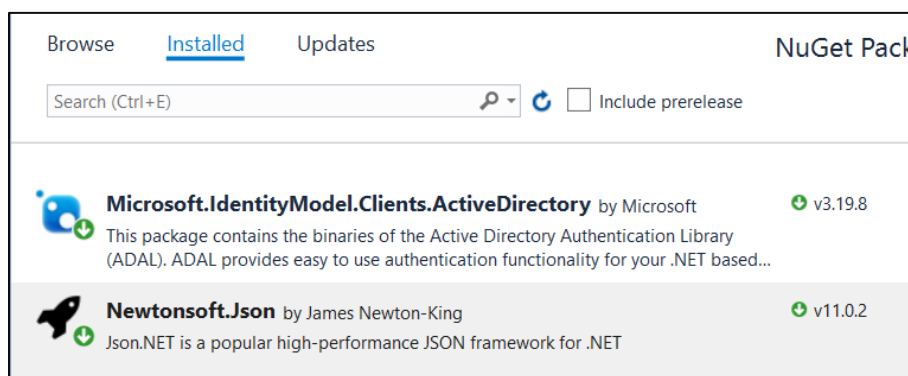 Browse Installed Updates NuGet Pack
Search (Ctrl+E) Include prerelease
Microsoft.IdentityModel.Clients.ActiveDirectory by Microsoft v3.19.8
This package contains the binaries of the Active Directory Authentication Library
(ADAL). ADAL provides easy to use authentication functionality for your .NET based...
Newtonsoft.Json by James Newton-King v11.0.2
Json.NET is a popular high-performance JSON framework for .NET